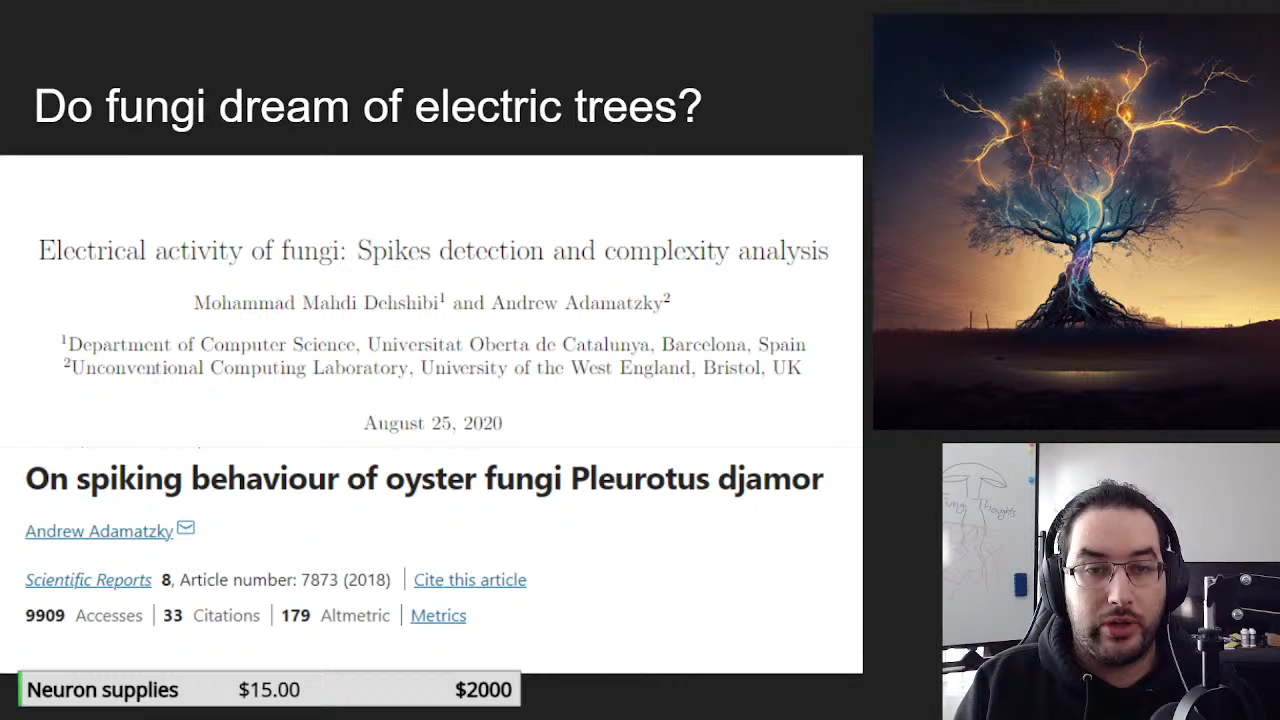 Do fungi dream of electric trees?
Electrical activity of fungi: Spikes detection and complexity analysis
Mohammad Mahdi Dehshibi1 and Andrew Adamatzky2
1Department of Computer Science, Universitat Oberta de Catalunya, Barcelona, Spain
2Unconventional Computing Laboratory, University of the West England, Bristol, UK
August 25, 2020
On spiking behaviour of oyster fungi Pleurotus djamor
Andrew Adamatzky
Scientific Reports 8, Article number: 7873 (2018) Cite this article
9909 Accesses 33 Citations 179 Altmetric Metrics
Neuron supplies $15.00 $2000
Fungi Thoughts